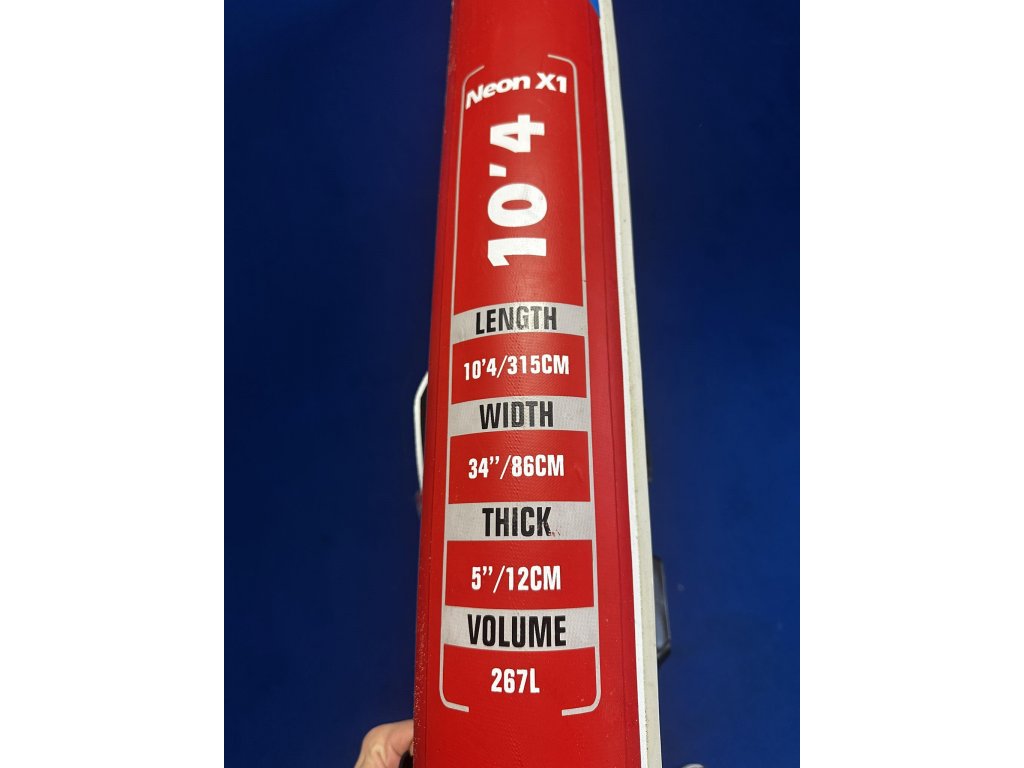 Neon X1
10'4
LENGTH
10'4/315CM
WIDTH
34"/86CM
THICK
5"/12CM
VOLUME
267L